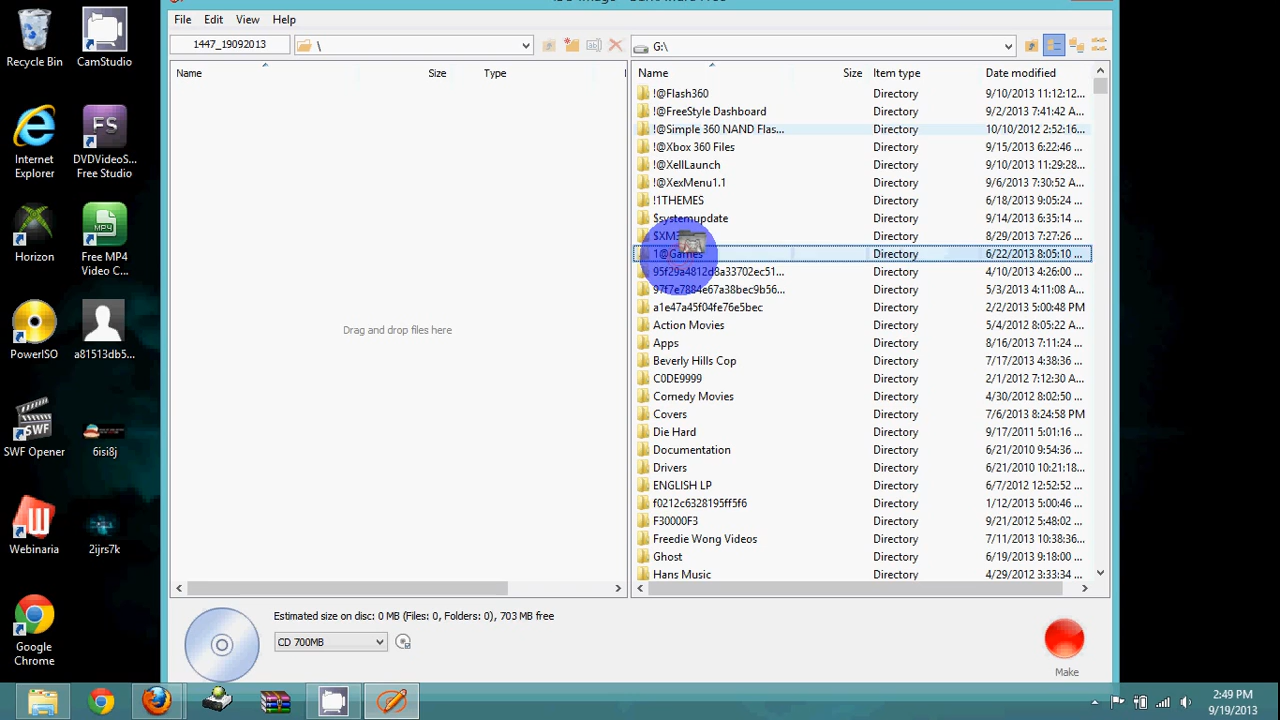 Recycle Bin
CamStudio
Internet
Explorer
FS
DVDVideoS...
Free Studio
Horizon
MP4
Free MP4
Video C...
PowerISO
a81513db5...
SWF
SWF Opener
6isi8j
Webinaria
2ijrs7k
Google
Chrome
File Edit View Help
1447_19092013
\
G:\
Name Size Type
Drag and drop files here
Name Size Item type Date modified
!@Flash360 Directory 9/10/2013 11:12:12...
!@FreeStyle Dashboard Directory 9/2/2013 7:41:42 A...
!@Simple 360 NAND Flas... Directory 10/10/2012 2:52:16...
!@Xbox 360 Files Directory 9/15/2013 6:22:46 ...
!@XellLaunch Directory 9/10/2013 11:29:28...
!@XexMenu1.1 Directory 9/6/2013 7:30:52 A...
!1THEMES Directory 6/18/2013 9:05:24 ...
$systemupdate Directory 9/14/2013 6:35:14 ...
Directory 8/29/2013 7:27:26 ...
1@Games Directory 6/22/2013 8:05:10 ...
95f29a4812d8a33702ec51... Directory 4/10/2013 4:26:00 ...
97f7e7884e67a38bec9b56... Directory 5/3/2013 4:11:08 A...
a1e47a45f04fe76e5bec Directory 2/2/2013 5:00:48 PM
Action Movies Directory 5/4/2012 8:05:22 A...
Apps Directory 8/16/2013 7:11:24 ...
Beverly Hills Cop Directory 7/17/2013 4:38:36 ...
C0DE9999 Directory 2/1/2012 7:12:30 A...
Comedy Movies Directory 4/30/2012 8:02:50 ...
Covers Directory 7/6/2013 8:24:58 PM
Die Hard Directory 9/17/2011 5:01:16 ...
Documentation Directory 6/21/2010 9:54:36 ...
Drivers Directory 6/21/2010 10:21:18...
ENGLISH LP Directory 6/7/2012 12:52:52 ...
f0212c6328195ff5f6 Directory 1/12/2013 5:00:46 ...
F30000F3 Directory 9/21/2012 5:48:02 ...
Freedie Wong Videos Directory 7/11/2013 10:38:36...
Ghost Directory 6/19/2013 9:18:00 ...
Hans Music Directory 4/29/2012 3:33:34 ...
Estimated size on disc: 0 MB (Files: 0, Folders: 0), 703 MB free
CD 700MB
Make
2:49 PM
9/19/2013